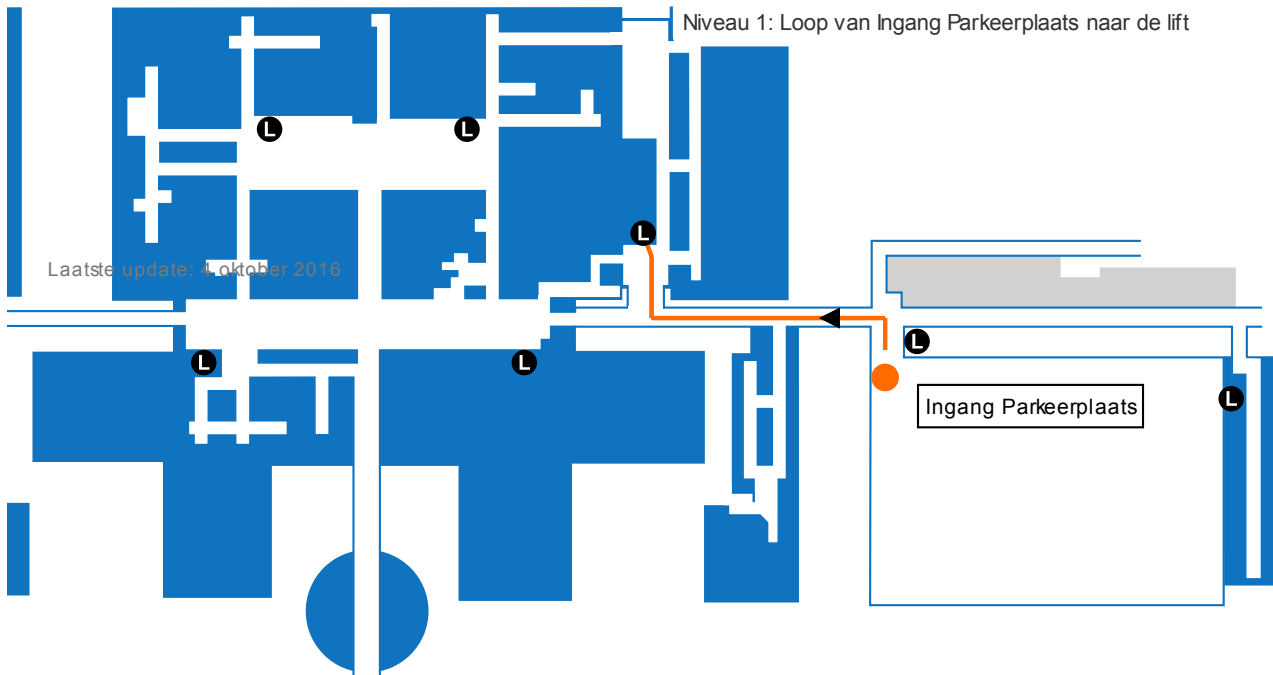 Niveau 1: Loop van Ingang Parkeerplaats naar de lift
L
L
L
Laatste update: 4 oktober 2016
L
L
L
L
Ingang Parkeerplaats